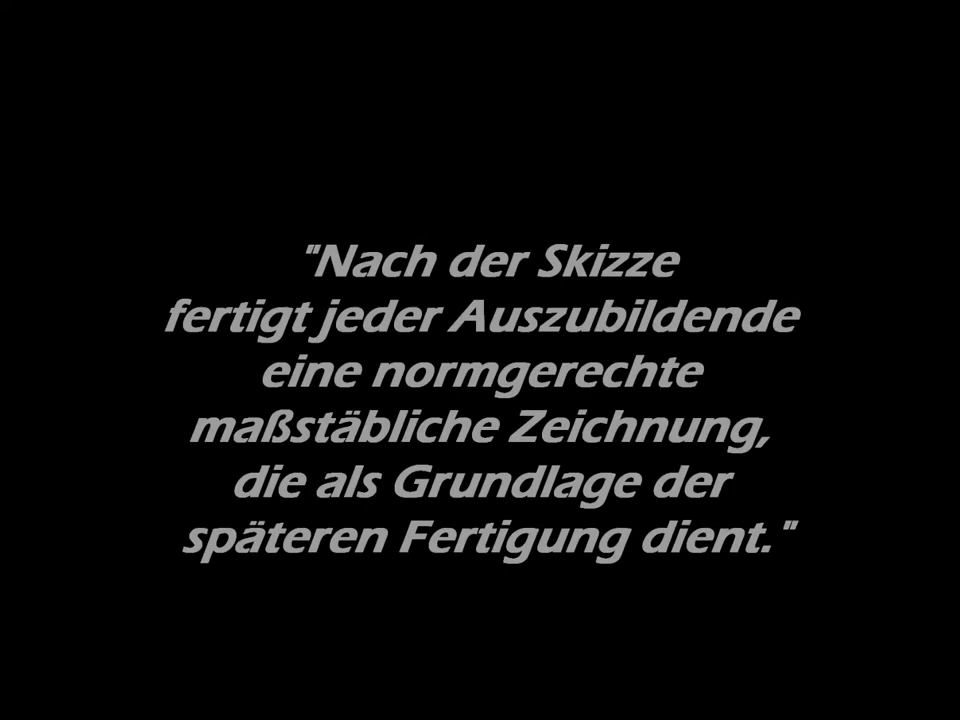 "Nach der Skizze
fertigt jeder Auszubildende
eine normgerechte
maßstäbliche Zeichnung,
die als Grundlage der
späteren Fertigung dient."